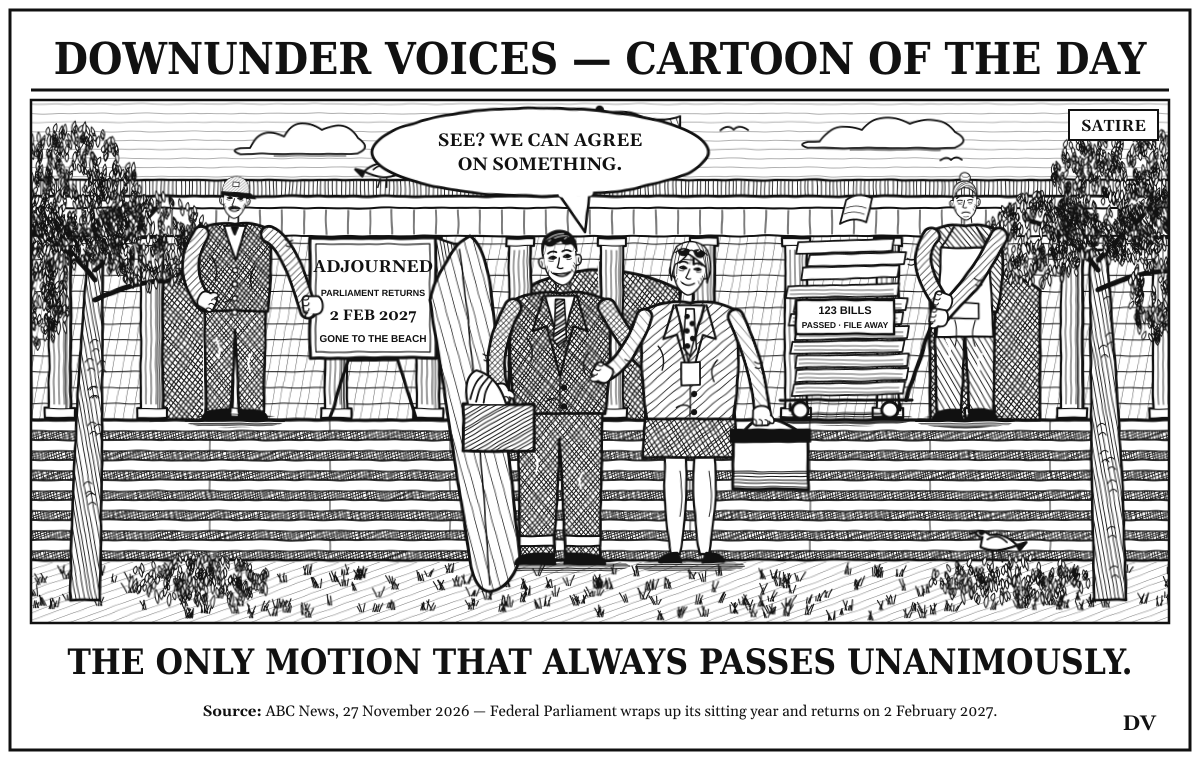 DOWNUNDER VOICES — CARTOON OF THE DAY
SATIRE
SEE? WE CAN AGREE
ON SOMETHING.
ADJOURNED
PARLIAMENT RETURNS
2 FEB 2027
GONE TO THE BEACH
123 BILLS
PASSED · FILE AWAY
THE ONLY MOTION THAT ALWAYS PASSES UNANIMOUSLY.
Source: ABC News, 27 November 2026 — Federal Parliament wraps up its sitting year and returns on 2 February 2027.
DV